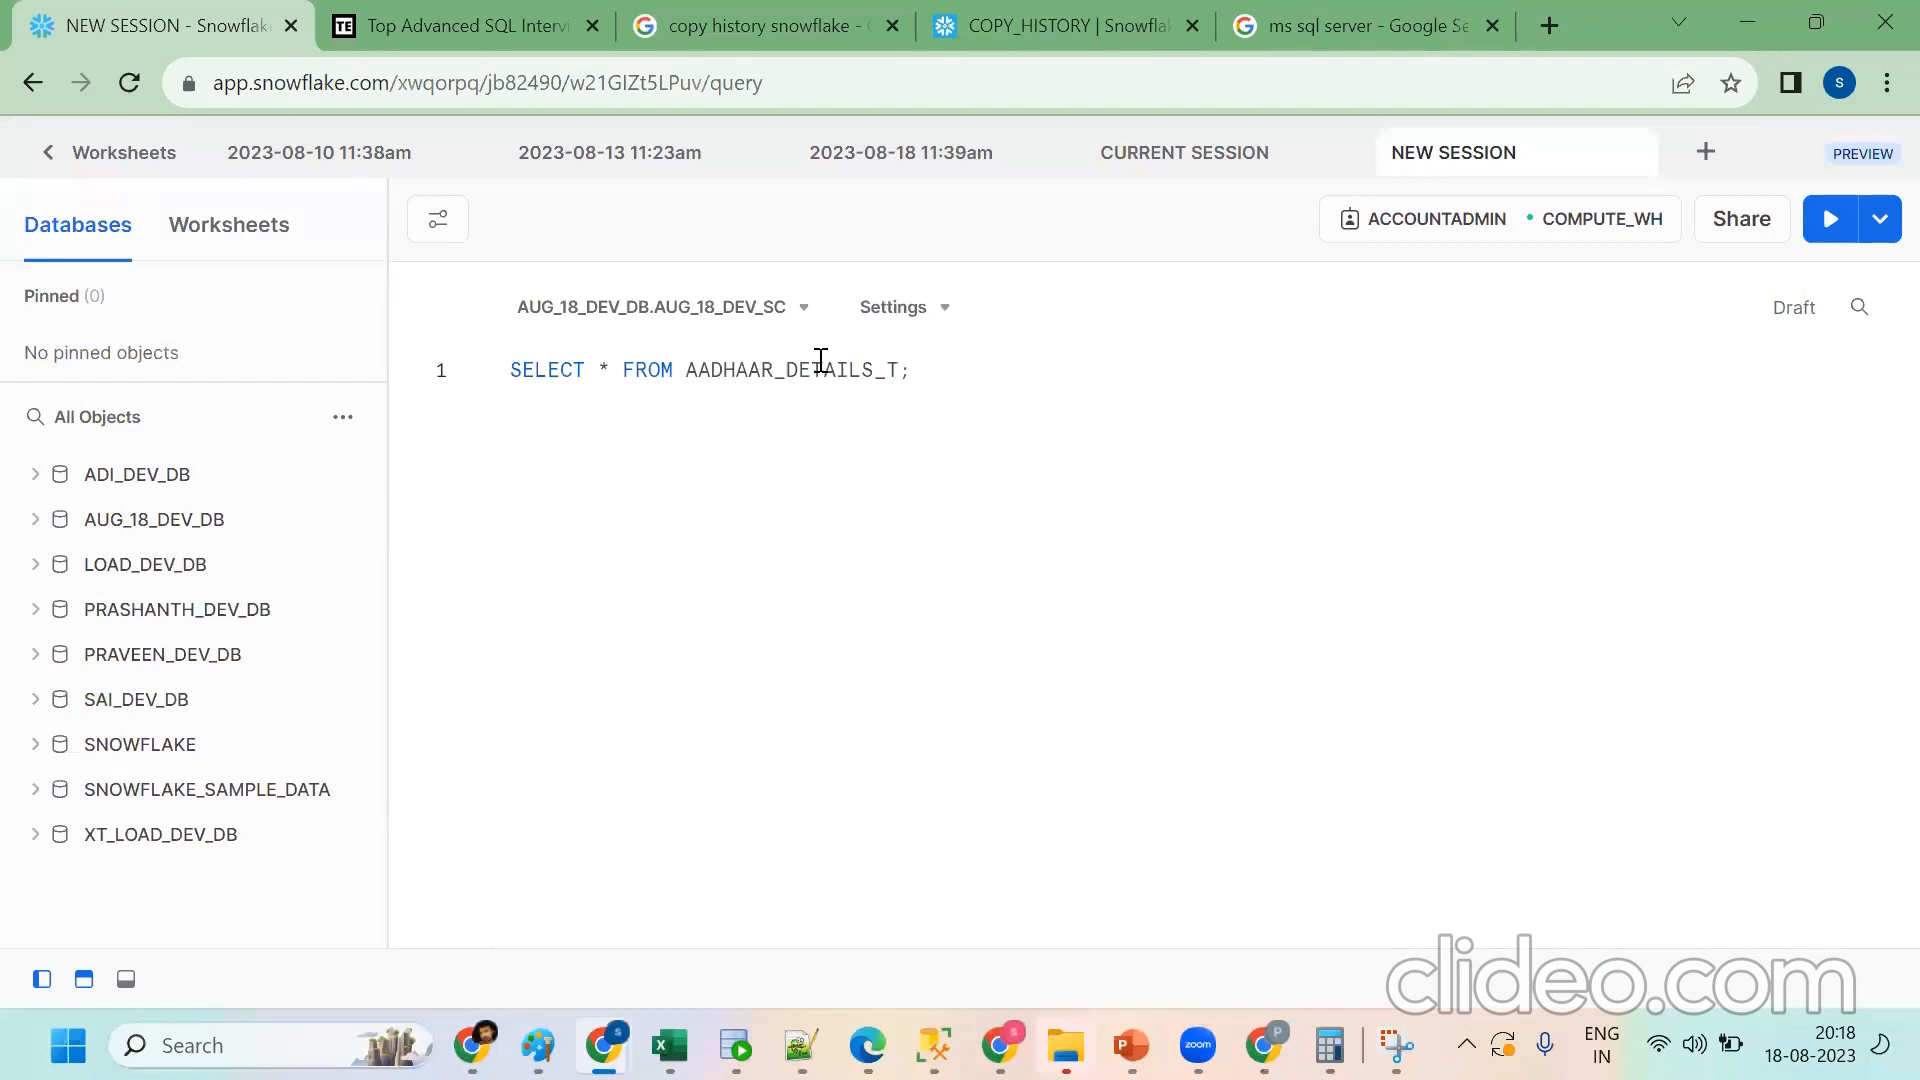 NEW SESSION - Snowflak
Top Advanced SQL Intervi
copy history snowflake -
COPY_HISTORY | Snowflak
ms sql server - Google Se
app.snowflake.com/xwqorpq/jb82490/w21GIZt5LPuv/query
S
Worksheets
2023-08-10 11:38am
2023-08-13 11:23am
2023-08-18 11:39am
CURRENT SESSION
NEW SESSION
PREVIEW
Databases
Worksheets
ACCOUNTADMIN
COMPUTE_WH
Share
Pinned (0)
No pinned objects
AUG_18_DEV_DB.AUG_18_DEV_SC
Settings
Draft
1 SELECT * FROM AADHAAR_DETAILS_T;
All Objects
ADI_DEV_DB
AUG_18_DEV_DB
LOAD_DEV_DB
PRASHANTH_DEV_DB
PRAVEEN_DEV_DB
SAI_DEV_DB
SNOWFLAKE
SNOWFLAKE_SAMPLE_DATA
XT_LOAD_DEV_DB
clideo.com
Search
zoom
ENG
IN
20:18
18-08-2023